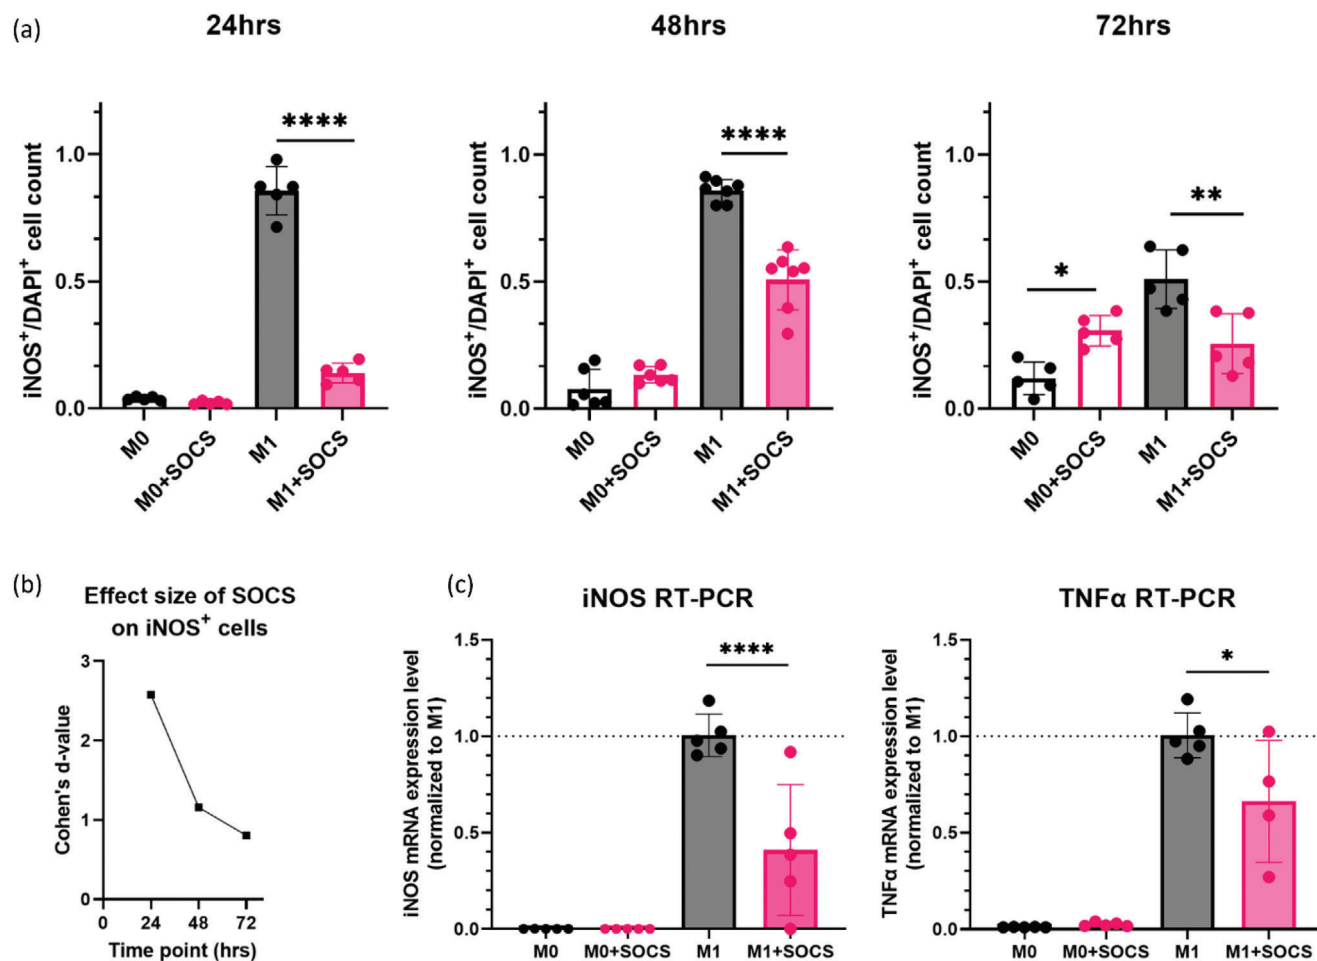 (a)
24hrs
48hrs
72hrs
iNOS⁺/DAPI⁺ cell count
1.0
0.5
0.0
****
M0
M0+SOCS
M1
M1+SOCS
iNOS⁺/DAPI⁺ cell count
1.0
0.5
0.0
****
M0
M0+SOCS
M1
M1+SOCS
iNOS⁺/DAPI⁺ cell count
1.0
0.5
0.0
*
**
M0
M0+SOCS
M1
M1+SOCS
(b)
Effect size of SOCS
on iNOS⁺ cells
Cohen's d-value
3
2
1
0
0 24 48 72
Time point (hrs)
(c)
iNOS RT-PCR
iNOS mRNA expression level
(normalized to M1)
1.5
1.0
0.5
0.0
****
M0 M0+SOCS M1 M1+SOCS
TNFα RT-PCR
TNFα mRNA expression level
(normalized to M1)
1.5
1.0
0.5
0.0
*
M0 M0+SOCS M1 M1+SOCS